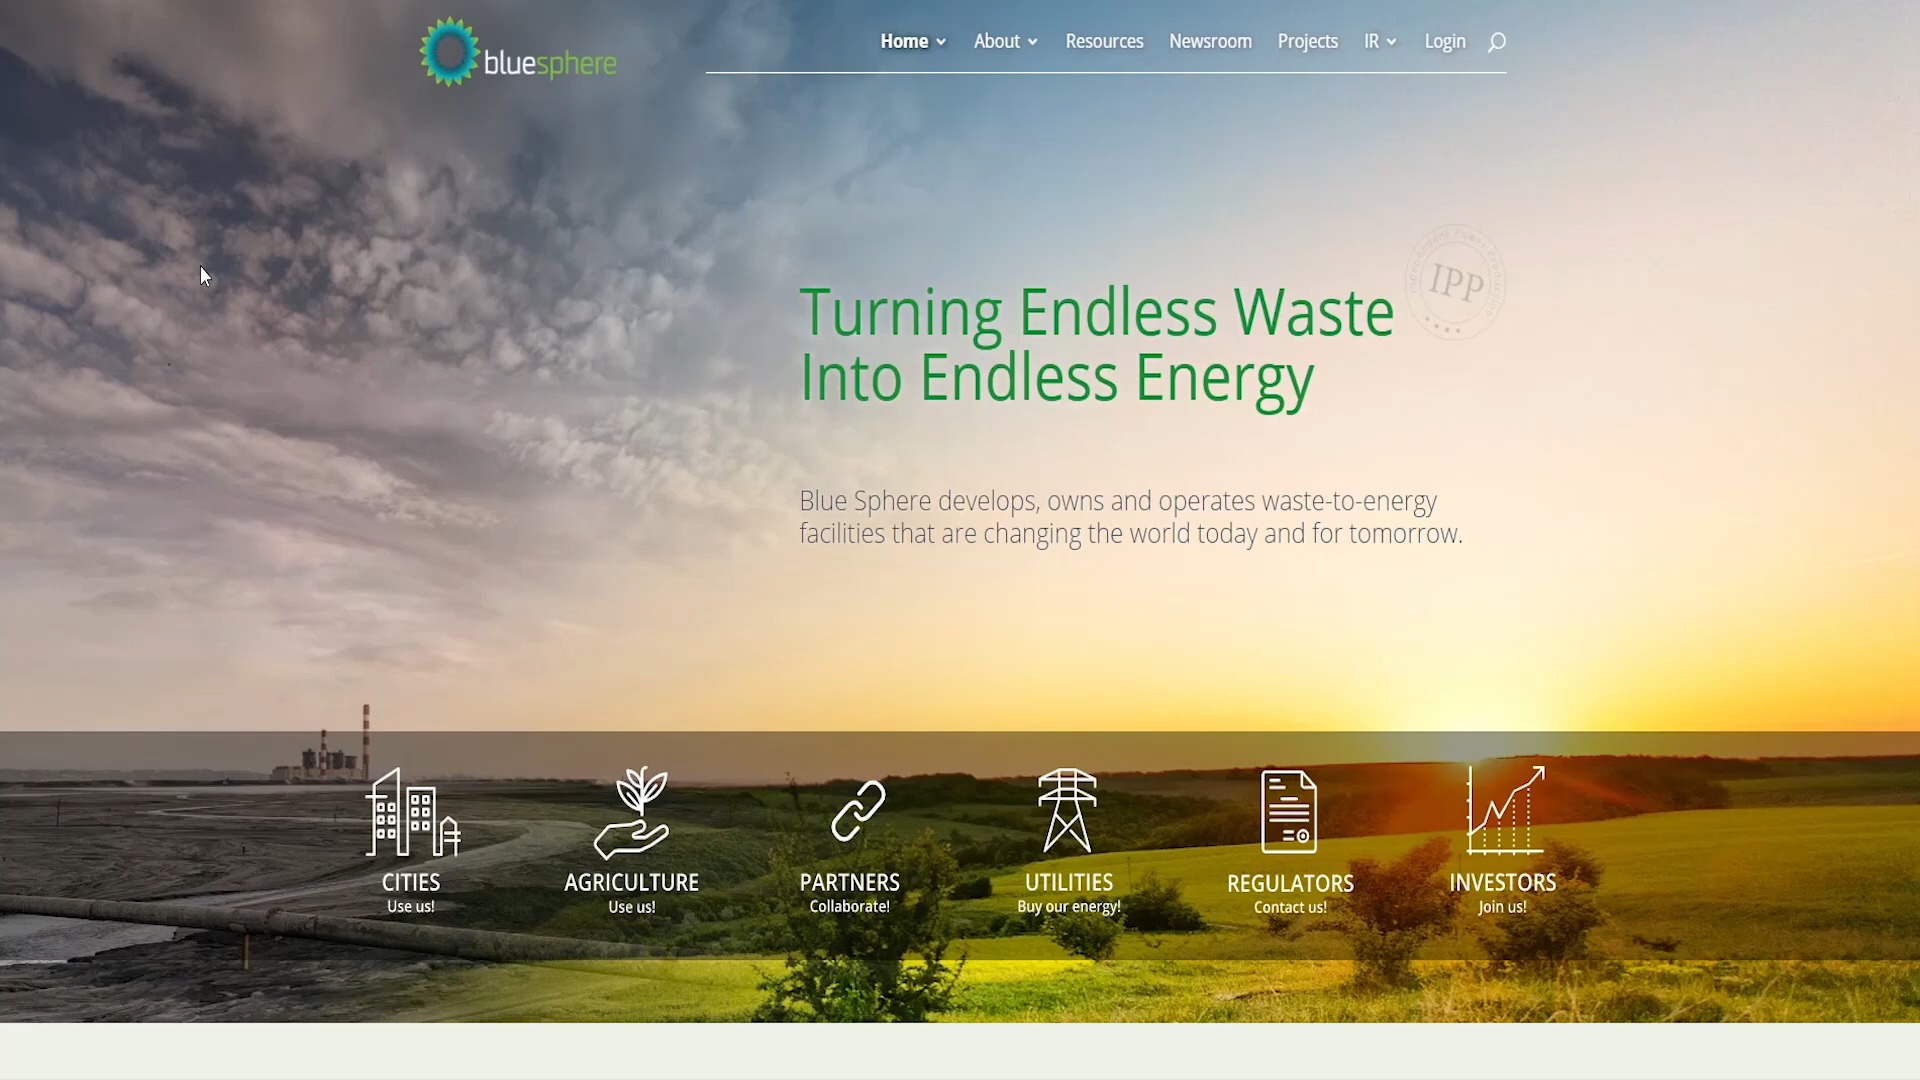 bluesphere
Home About Resources Newsroom Projects IR Login
IPP
Turning Endless Waste
Into Endless Energy
Blue Sphere develops, owns and operates waste-to-energy
facilities that are changing the world today and for tomorrow.
CITIES
Use us!
AGRICULTURE
Use us!
PARTNERS
Collaborate!
UTILITIES
Buy our energy!
REGULATORS
Contact us!
INVESTORS
Join us!